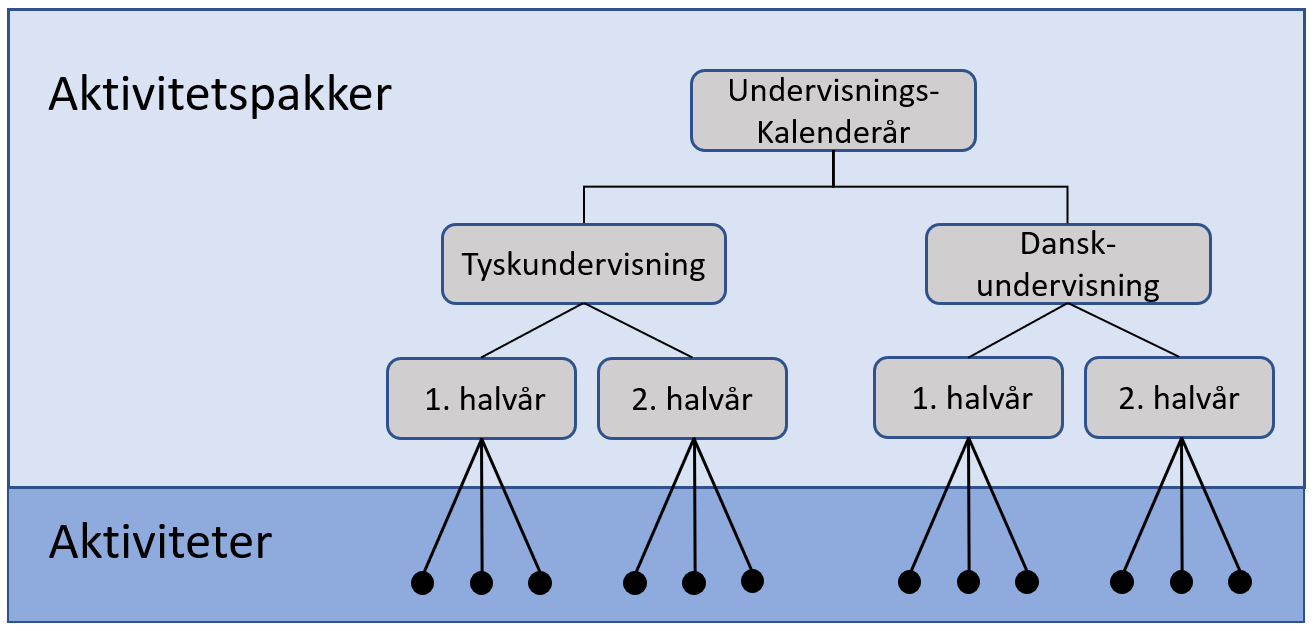 Aktivitetspakker
Undervisnings-
Kalenderår
Tyskundervisning
Dansk-
undervisning
1. halvår
2. halvår
1. halvår
2. halvår
Aktiviteter